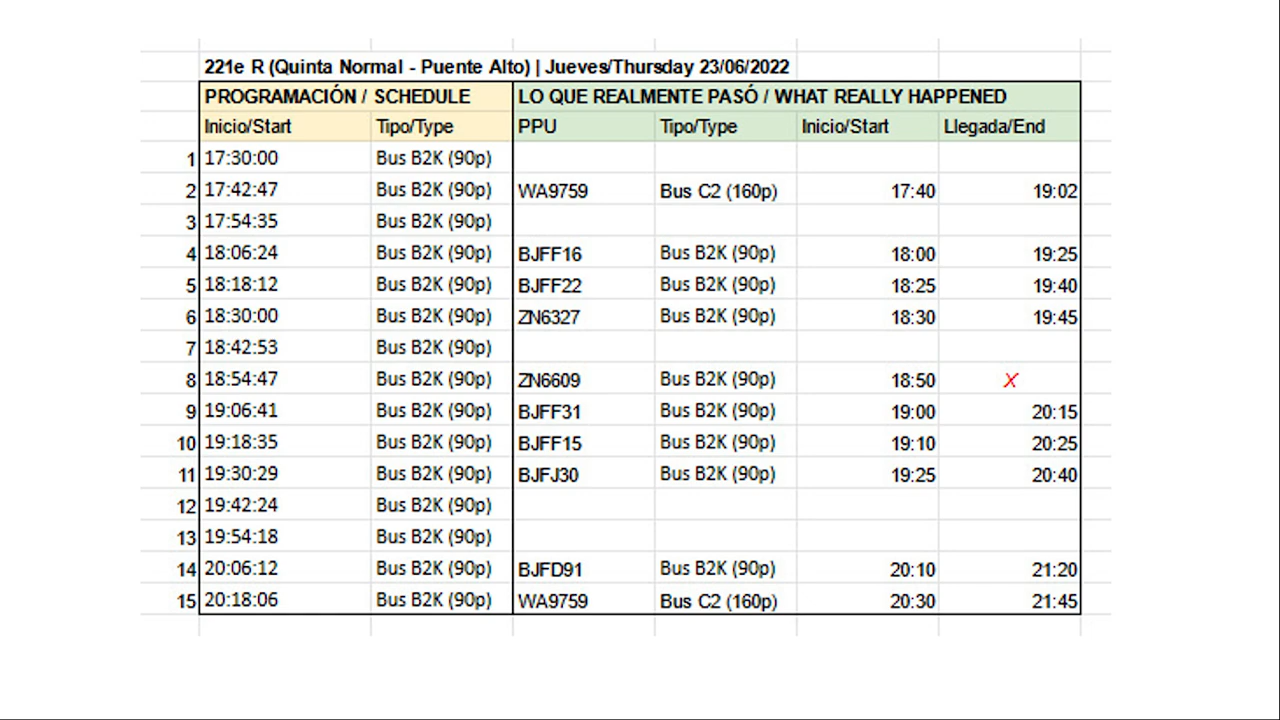 221e R (Quinta Normal - Puente Alto) | Jueves/Thursday 23/06/2022
PROGRAMACIÓN / SCHEDULE LO QUE REALMENTE PASÓ / WHAT REALLY HAPPENED
Inicio/Start Tipo/Type PPU Tipo/Type Inicio/Start Llegada/End
1 17:30:00 Bus B2K (90p)
2 17:42:47 Bus B2K (90p) WA9759 Bus C2 (160p) 17:40 19:02
3 17:54:35 Bus B2K (90p)
4 18:06:24 Bus B2K (90p) BJFF16 Bus B2K (90p) 18:00 19:25
5 18:18:12 Bus B2K (90p) BJFF22 Bus B2K (90p) 18:25 19:40
6 18:30:00 Bus B2K (90p) ZN6327 Bus B2K (90p) 18:30 19:45
7 18:42:53 Bus B2K (90p)
8 18:54:47 Bus B2K (90p) ZN6609 Bus B2K (90p) 18:50 X
9 19:06:41 Bus B2K (90p) BJFF31 Bus B2K (90p) 19:00 20:15
10 19:18:35 Bus B2K (90p) BJFF15 Bus B2K (90p) 19:10 20:25
11 19:30:29 Bus B2K (90p) BJFJ30 Bus B2K (90p) 19:25 20:40
12 19:42:24 Bus B2K (90p)
13 19:54:18 Bus B2K (90p)
14 20:06:12 Bus B2K (90p) BJFD91 Bus B2K (90p) 20:10 21:20
15 20:18:06 Bus B2K (90p) WA9759 Bus C2 (160p) 20:30 21:45